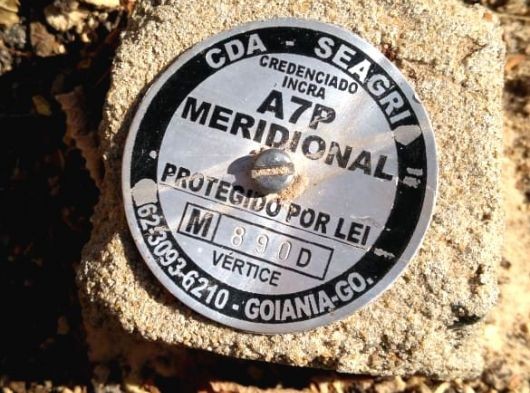 CDA - SEAGRI
CREDENCIADO
INCRA
A7P
MERIDIONAL
PROTEGIDO POR LEI
M 890D
VÉRTICE
62-3093-6210 - GOIANIA-GO.